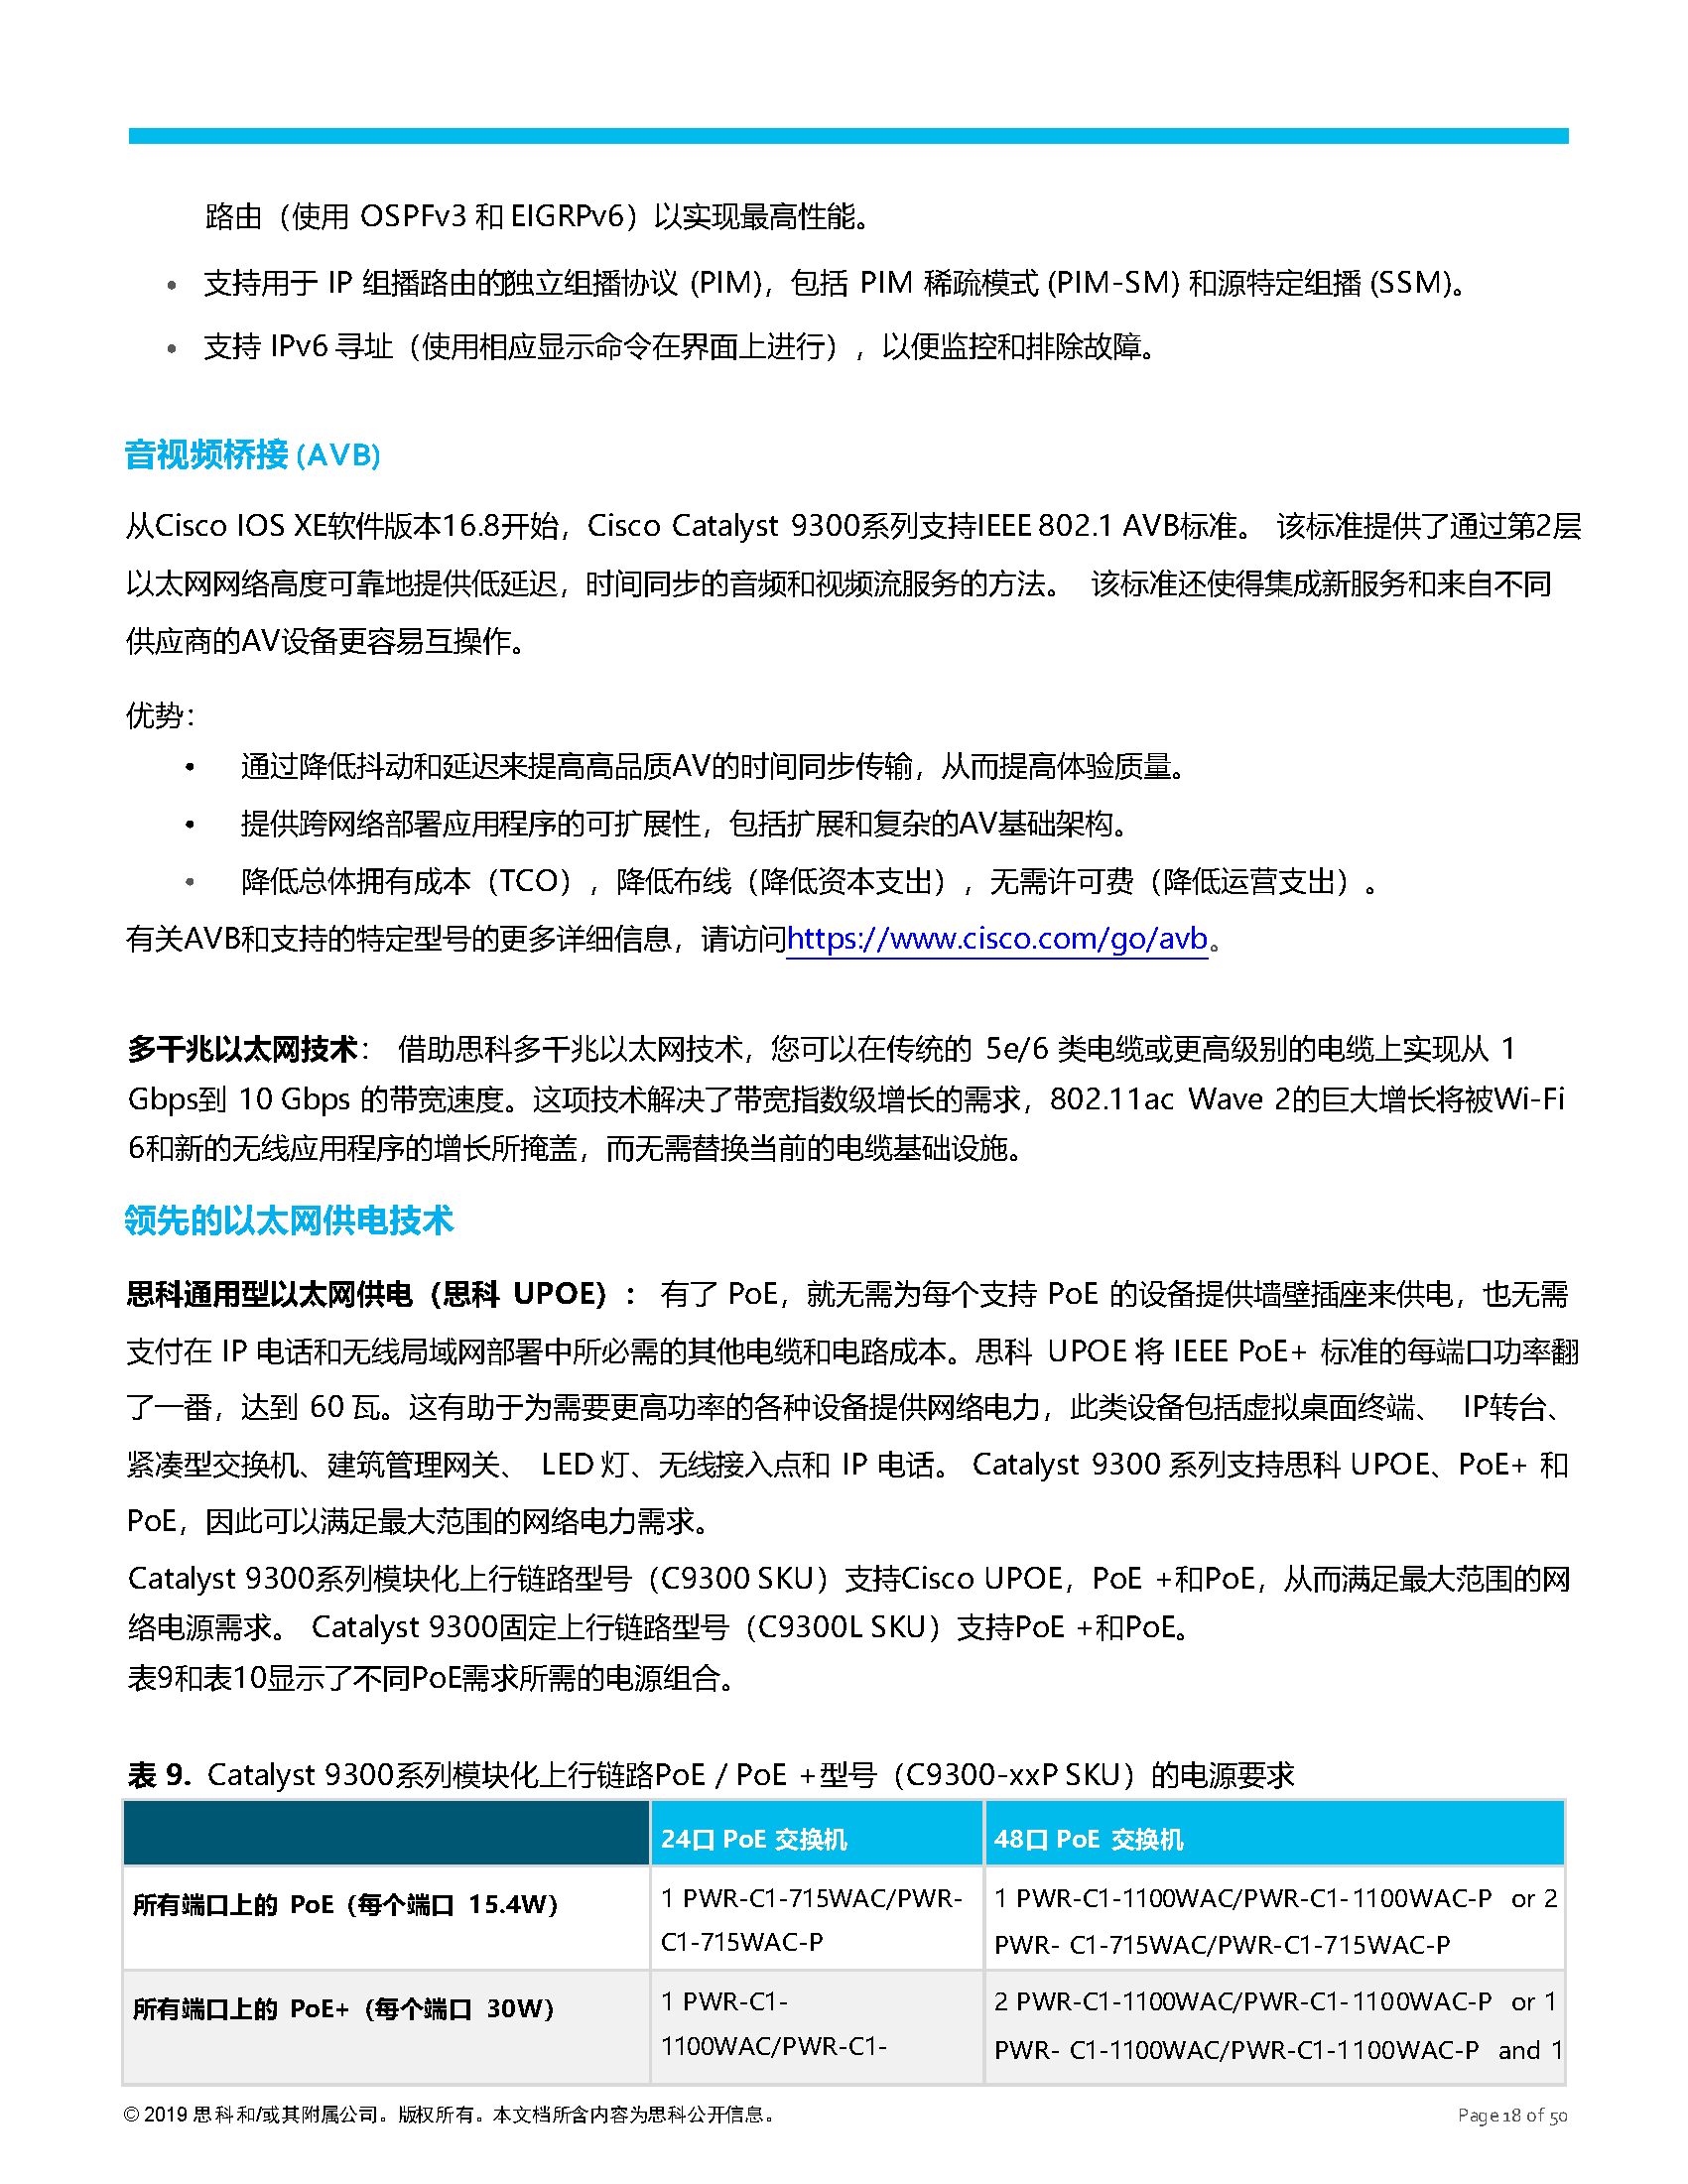 路由（使用 OSPFv3 和 EIGRPv6）以实现最高性能。
• 支持用于 IP 组播路由的独立组播协议 (PIM)，包括 PIM 稀疏模式 (PIM-SM) 和源特定组播 (SSM)。
• 支持 IPv6 寻址（使用相应显示命令在界面上进行），以便监控和排除故障。
音视频桥接 (AVB)
从Cisco IOS XE软件版本16.8开始，Cisco Catalyst 9300系列支持IEEE 802.1 AVB标准。 该标准提供了通过第2层
以太网网络高度可靠地提供低延迟，时间同步的音频和视频流服务的方法。 该标准还使得集成新服务和来自不同
供应商的AV设备更容易互操作。
优势：
• 通过降低抖动和延迟来提高高品质AV的时间同步传输，从而提高体验质量。
• 提供跨网络部署应用程序的可扩展性，包括扩展和复杂的AV基础架构。
• 降低总体拥有成本（TCO），降低布线（降低资本支出），无需许可费（降低运营支出）。
有关AVB和支持的特定型号的更多详细信息，请访问https://www.cisco.com/go/avb。
多千兆以太网技术： 借助思科多千兆以太网技术，您可以在传统的 5e/6 类电缆或更高级别的电缆上实现从 1
Gbps到 10 Gbps 的带宽速度。这项技术解决了带宽指数级增长的需求，802.11ac Wave 2的巨大增长将被Wi-Fi
6和新的无线应用程序的增长所掩盖，而无需替换当前的电缆基础设施。
领先的以太网供电技术
思科通用型以太网供电（思科 UPOE）： 有了 PoE，就无需为每个支持 PoE 的设备提供墙壁插座来供电，也无需
支付在 IP 电话和无线局域网部署中所必需的其他电缆和电路成本。思科 UPOE 将 IEEE PoE+ 标准的每端口功率翻
了一番，达到 60 瓦。这有助于为需要更高功率的各种设备提供网络电力，此类设备包括虚拟桌面终端、 IP转台、
紧凑型交换机、建筑管理网关、 LED 灯、无线接入点和 IP 电话。 Catalyst 9300 系列支持思科 UPOE、PoE+ 和
PoE，因此可以满足最大范围的网络电力需求。
Catalyst 9300系列模块化上行链路型号（C9300 SKU）支持Cisco UPOE，PoE +和PoE，从而满足最大范围的网
络电源需求。 Catalyst 9300固定上行链路型号（C9300L SKU）支持PoE +和PoE。
表9和表10显示了不同PoE需求所需的电源组合。
表 9. Catalyst 9300系列模块化上行链路PoE / PoE +型号（C9300-xxP SKU）的电源要求
24口 PoE 交换机 48口 PoE 交换机
所有端口上的 PoE（每个端口 15.4W） 1 PWR-C1-715WAC/PWR- 1 PWR-C1-1100WAC/PWR-C1-1100WAC-P or 2
C1-715WAC-P PWR- C1-715WAC/PWR-C1-715WAC-P
所有端口上的 PoE+（每个端口 30W） 1 PWR-C1- 2 PWR-C1-1100WAC/PWR-C1-1100WAC-P or 1
1100WAC/PWR-C1- PWR- C1-1100WAC/PWR-C1-1100WAC-P and 1
© 2019 思科和/或其附属公司。版权所有。本文档所含内容为思科公开信息。 Page 18 of 50